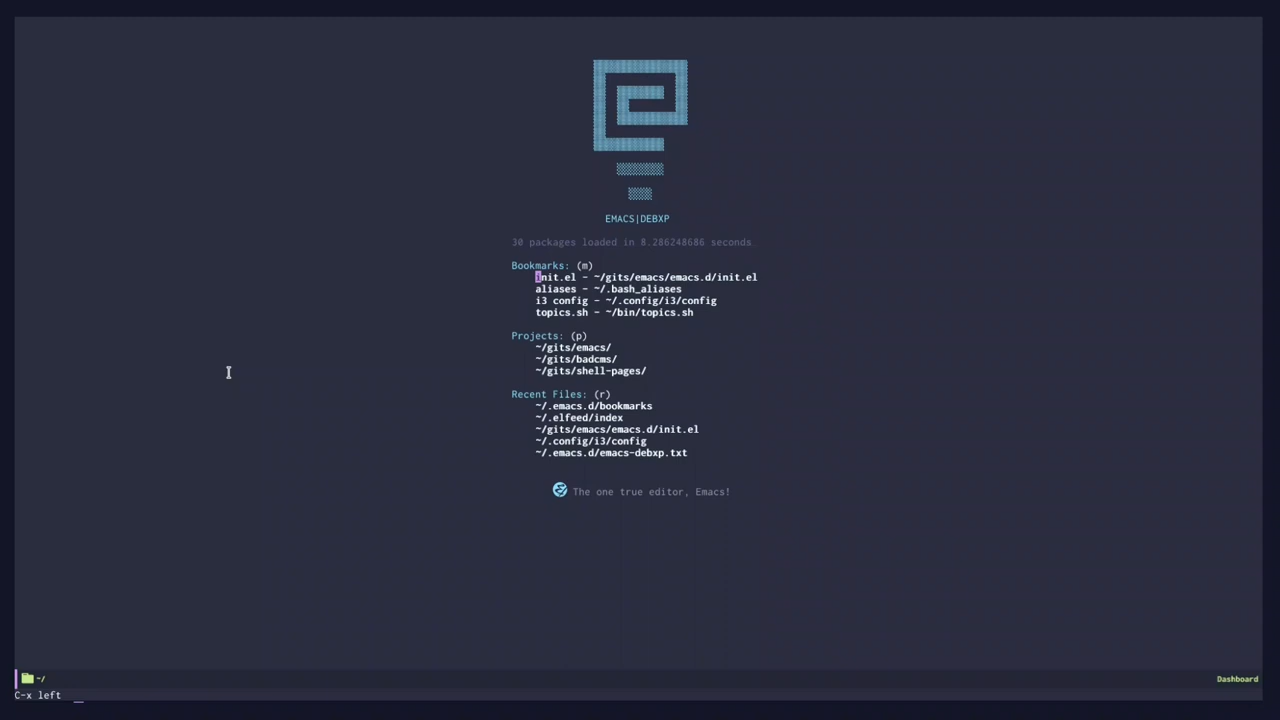 EMACS|DEBXP
30 packages loaded in 8.286248686 seconds.
Bookmarks: (m)
init.el - ~/gits/emacs/emacs.d/init.el
aliases - ~/.bash_aliases
i3 config - ~/.config/i3/config
topics.sh - ~/bin/topics.sh
Projects: (p)
~/gits/emacs/
~/gits/badcms/
~/gits/shell-pages/
Recent Files: (r)
~/.emacs.d/bookmarks
~/.elfeed/index
~/gits/emacs/emacs.d/init.el
~/.config/i3/config
~/.emacs.d/emacs-debxp.txt
The one true editor, Emacs!
~/ Dashboard
C-x left